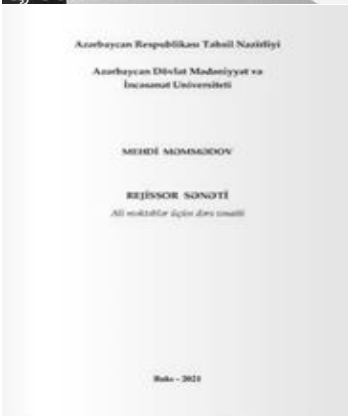 Azərbaycan Respublikası Təhsil Nazirliyi
Azərbaycan Dövlət Mədəniyyət və
İncəsənət Universiteti
MEHDİ MƏMMƏDOV
REJİSSOR SƏNƏTİ
Ali məktəblər üçün dərs vəsaiti
Bakı – 2021